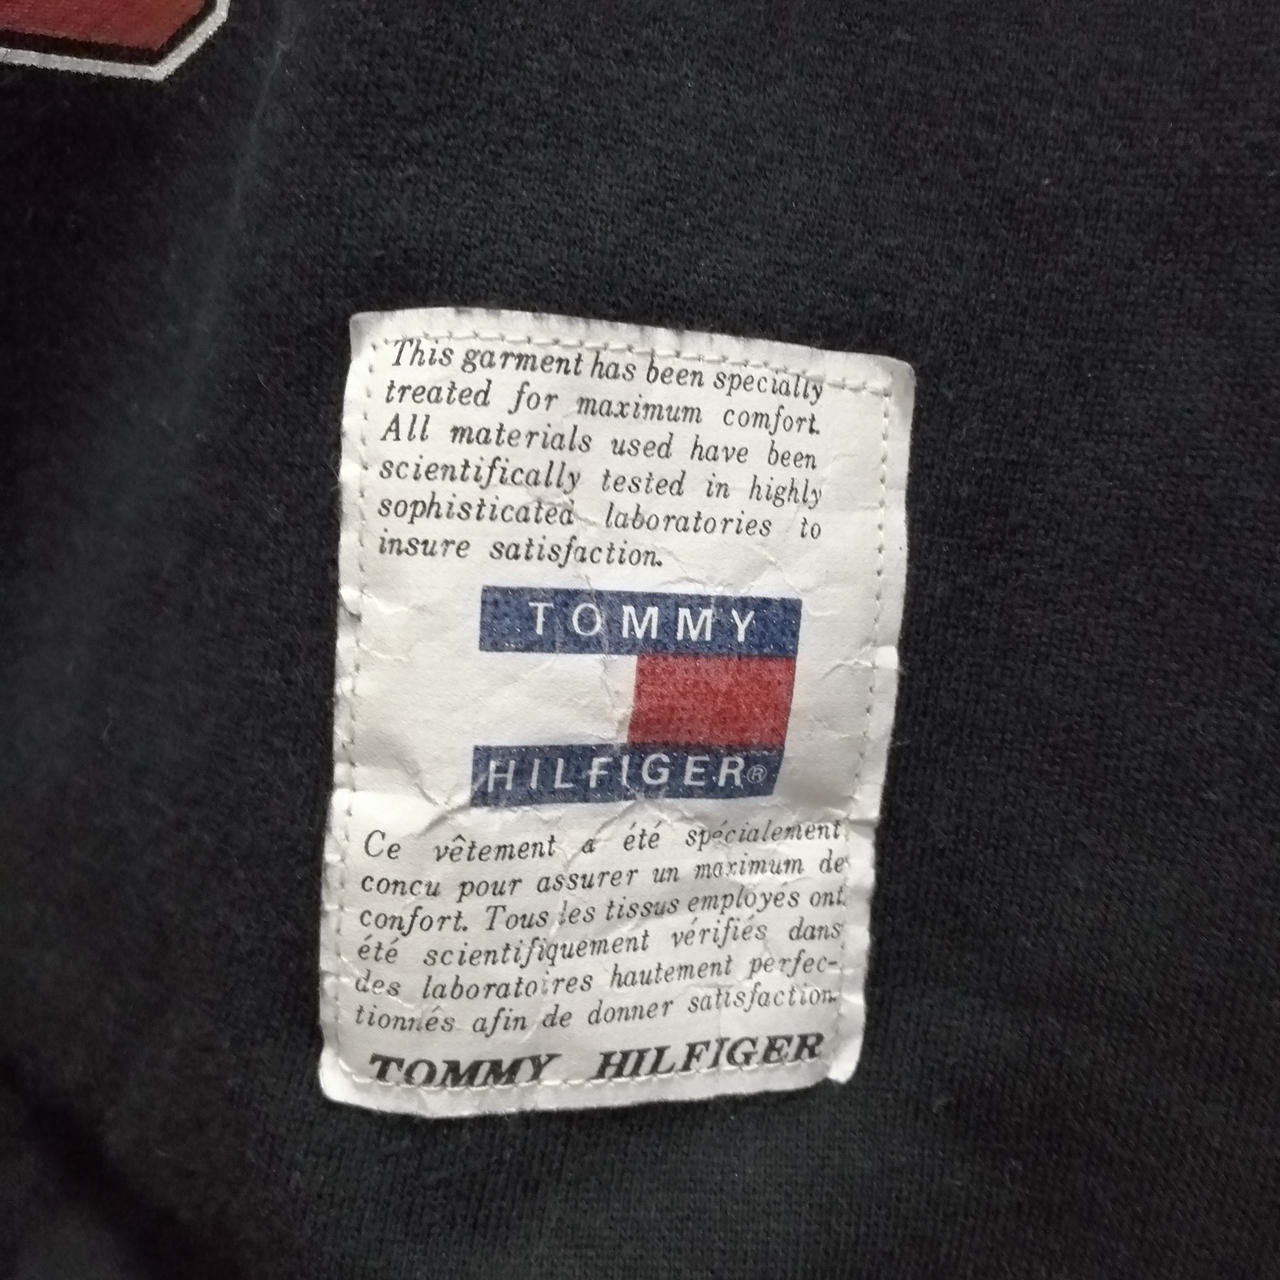 This garment has been specially
treated for maximum comfort.
All materials used have been
scientifically tested in highly
sophisticated laboratories to
insure satisfaction.
TOMMY
HILFIGER®
Ce vêtement a été spécialement
concu pour assurer un maximum de
confort. Tous les tissus employés ont
été scientifiquement vérifiés dans
des laboratoires hautement perfec-
tionnés afin de donner satisfaction.
TOMMY HILFIGER